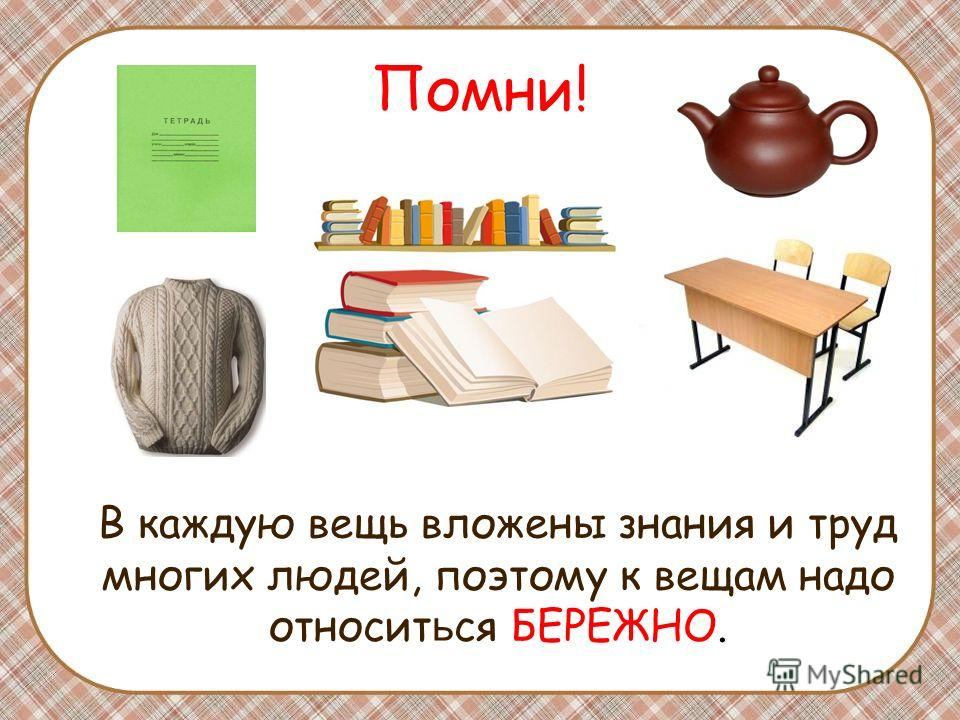 Помни!
ТЕТРАДЬ
В каждую вещь вложены знания и труд
многих людей, поэтому к вещам надо
относиться БЕРЕЖНО.
MyShared